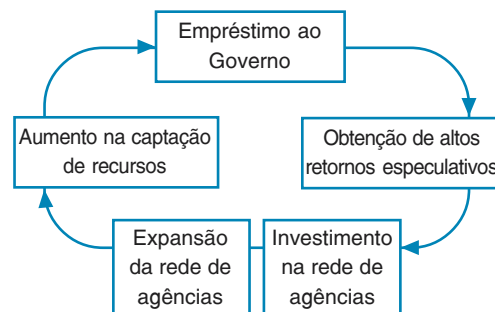 Empréstimo ao
Governo
Obtenção de altos
retornos especulativos
Investimento
na rede de
agências
Expansão
da rede de
agências
Aumento na captação
de recursos